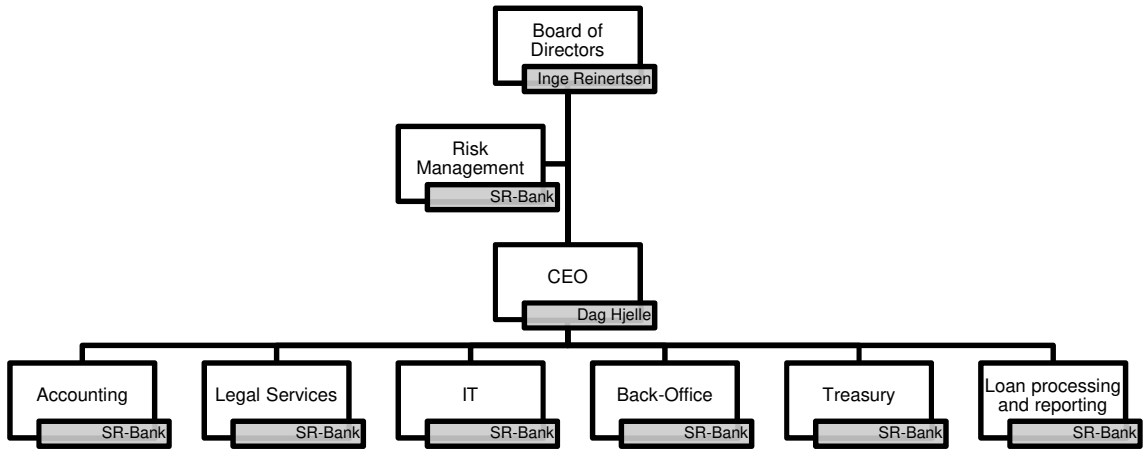 Board of
Directors
Inge Reinertsen
Risk
Management
SR-Bank
CEO
Dag Hjelle
Accounting
SR-Bank
Legal Services
SR-Bank
IT
SR-Bank
Back-Office
SR-Bank
Treasury
SR-Bank
Loan processing
and reporting
SR-Bank